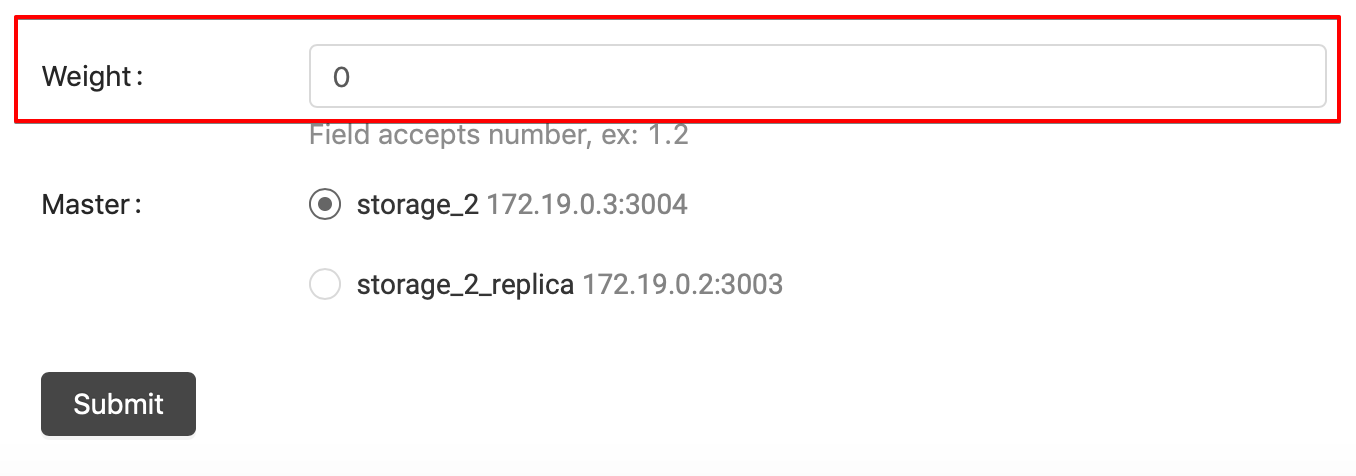 Weight: 0
Field accepts number, ex: 1.2
Master: storage_2 172.19.0.3:3004
storage_2_replica 172.19.0.2:3003
Submit